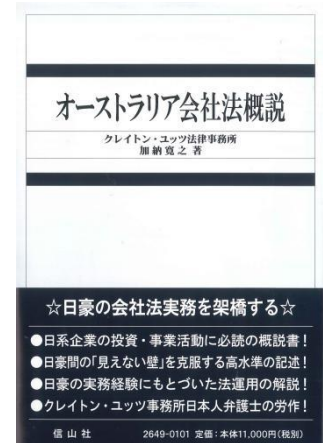 オーストラリア会社法概説
クレイトン・ユッツ法律事務所
加納寛之 著
☆日豪の会社法実務を架橋する☆
●日系企業の投資・事業活動に必読の概説書!
●日豪間の「見えない壁」を克服する高水準の記述!
●日豪の実務経験にもとづいた法運用の解説!
●クレイトン・ユッツ事務所日本人弁護士の労作!
信山社 2649-0101 定価:本体11,000円(税別)